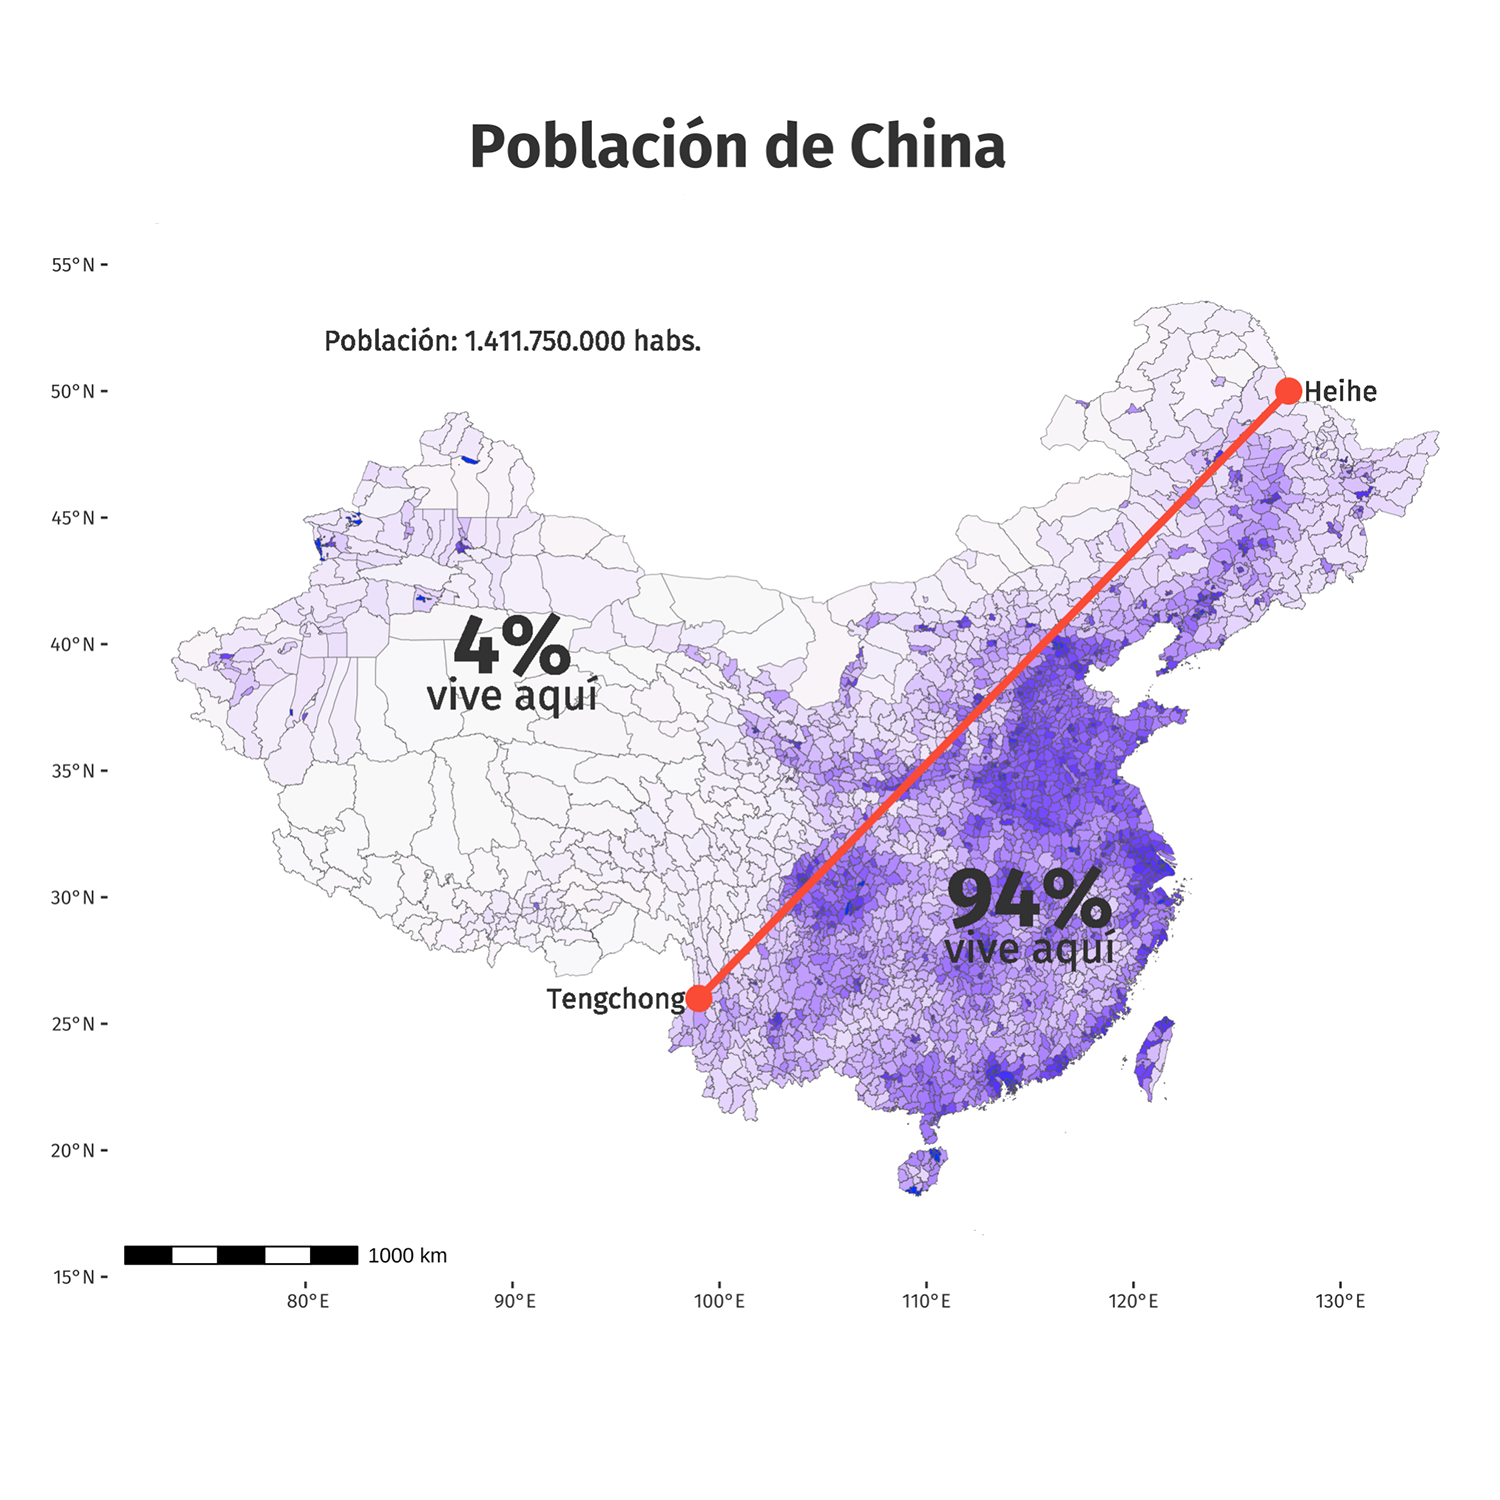 Población de China
55° N
Población: 1.411.750.000 habs.
50° N
Heihe
45° N
4%
vive aquí
40° N
35° N
94%
vive aquí
30° N
Tengchong
25° N
20° N
1000 km
15° N
80°E
90°E
100°E
110°E
120°E
130°E